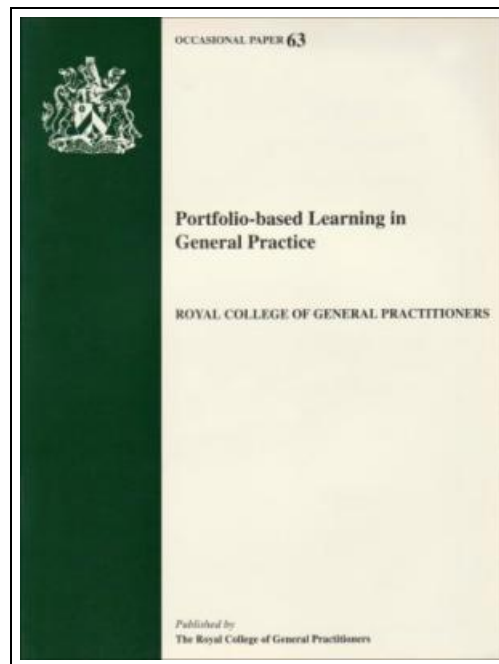 OCCASIONAL PAPER 63
Portfolio-based Learning in
General Practice
ROYAL COLLEGE OF GENERAL PRACTITIONERS
Published by
The Royal College of General Practitioners